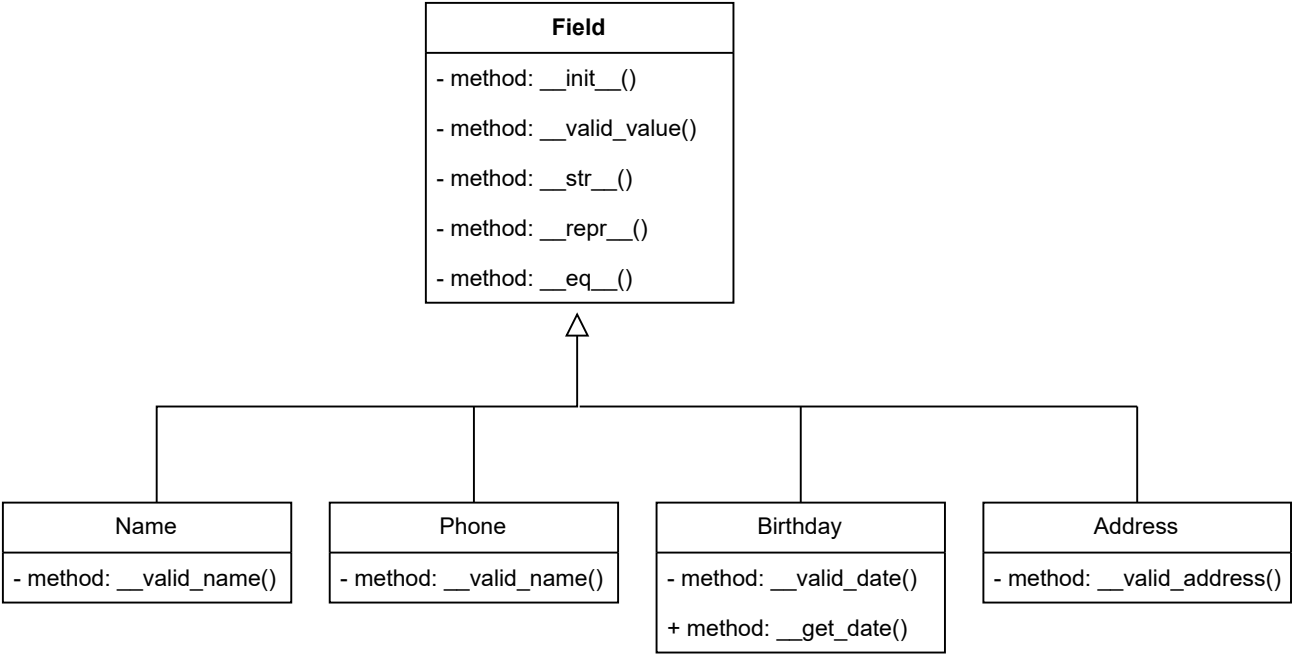 Field
- method: __init__()
- method: __valid_value()
- method: __str__()
- method: __repr__()
- method: __eq__()
Name
- method: __valid_name()
Phone
- method: __valid_name()
Birthday
- method: __valid_date()
+ method: __get_date()
Address
- method: __valid_address()